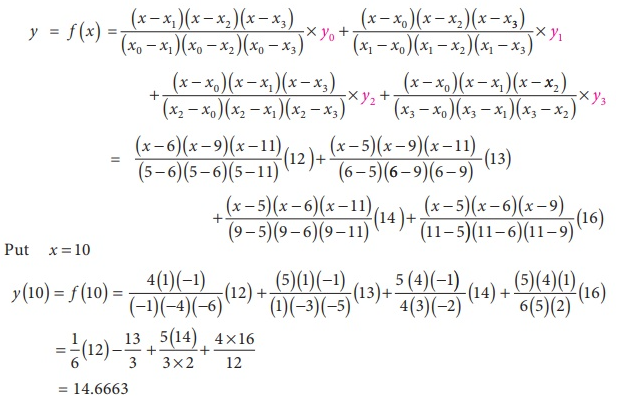 y = f(x) = (x−x₁)(x−x₂)(x−x₃)/(x₀−x₁)(x₀−x₂)(x₀−x₃) × y₀ + (x−x₀)(x−x₂)(x−x₃)/(x₁−x₀)(x₁−x₂)(x₁−x₃) × y₁
+ (x−x₀)(x−x₁)(x−x₃)/(x₂−x₀)(x₂−x₁)(x₂−x₃) × y₂ + (x−x₀)(x−x₁)(x−x₂)/(x₃−x₀)(x₃−x₁)(x₃−x₂) × y₃
= (x−6)(x−9)(x−11)/(5−6)(5−6)(5−11) (12) + (x−5)(x−9)(x−11)/(6−5)(6−9)(6−9) (13)
+ (x−5)(x−6)(x−11)/(9−5)(9−6)(9−11) (14) + (x−5)(x−6)(x−9)/(11−5)(11−6)(11−9) (16)
Put x=10
y(10) = f(10) = 4(1)(−1)/(−1)(−4)(−6) (12) + (5)(1)(−1)/(1)(−3)(−5) (13) + 5(4)(−1)/4(3)(−2) (14) + (5)(4)(1)/6(5)(2) (16)
= 1/6 (12) − 13/3 + 5(14)/3×2 + 4×16/12
= 14.6663